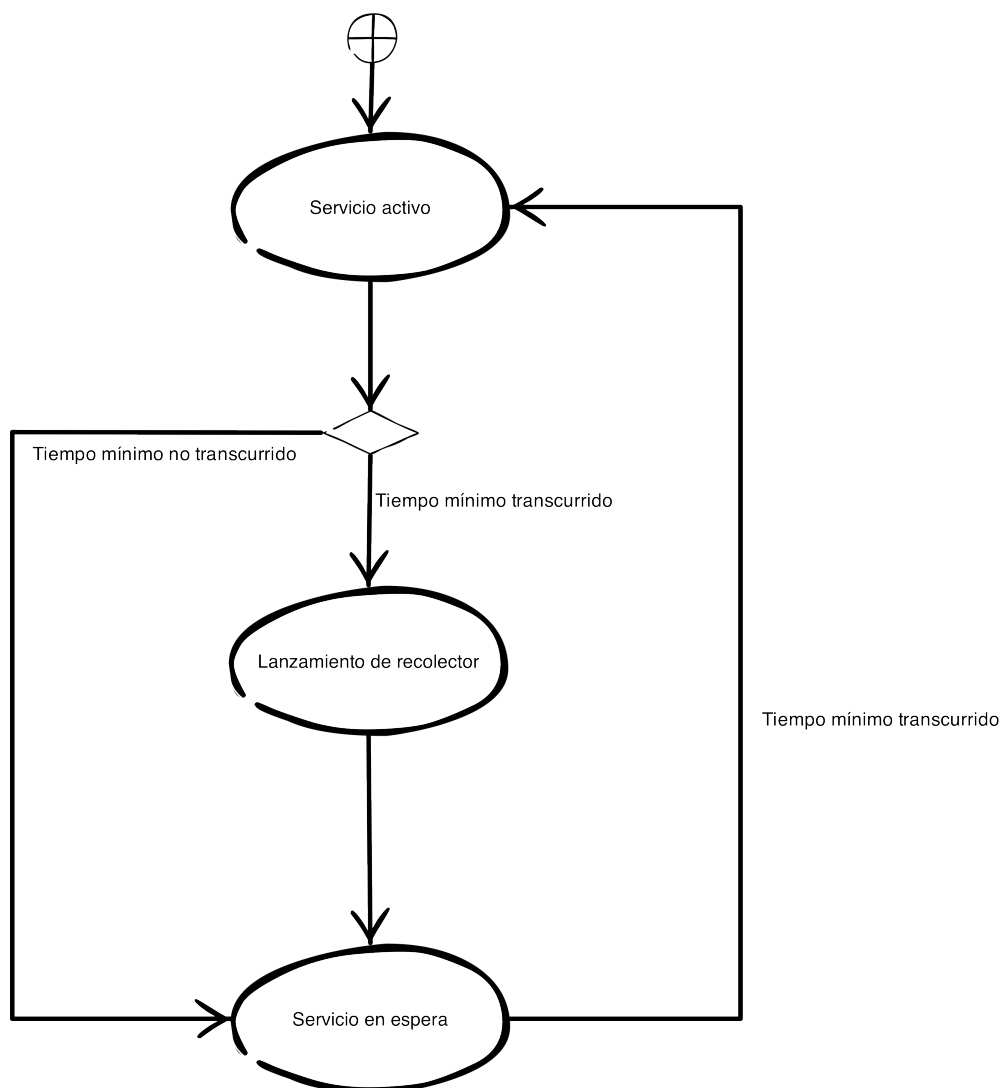 Servicio activo
Tiempo mínimo no transcurrido
Tiempo mínimo transcurrido
Lanzamiento de recolector
Tiempo mínimo transcurrido
Servicio en espera